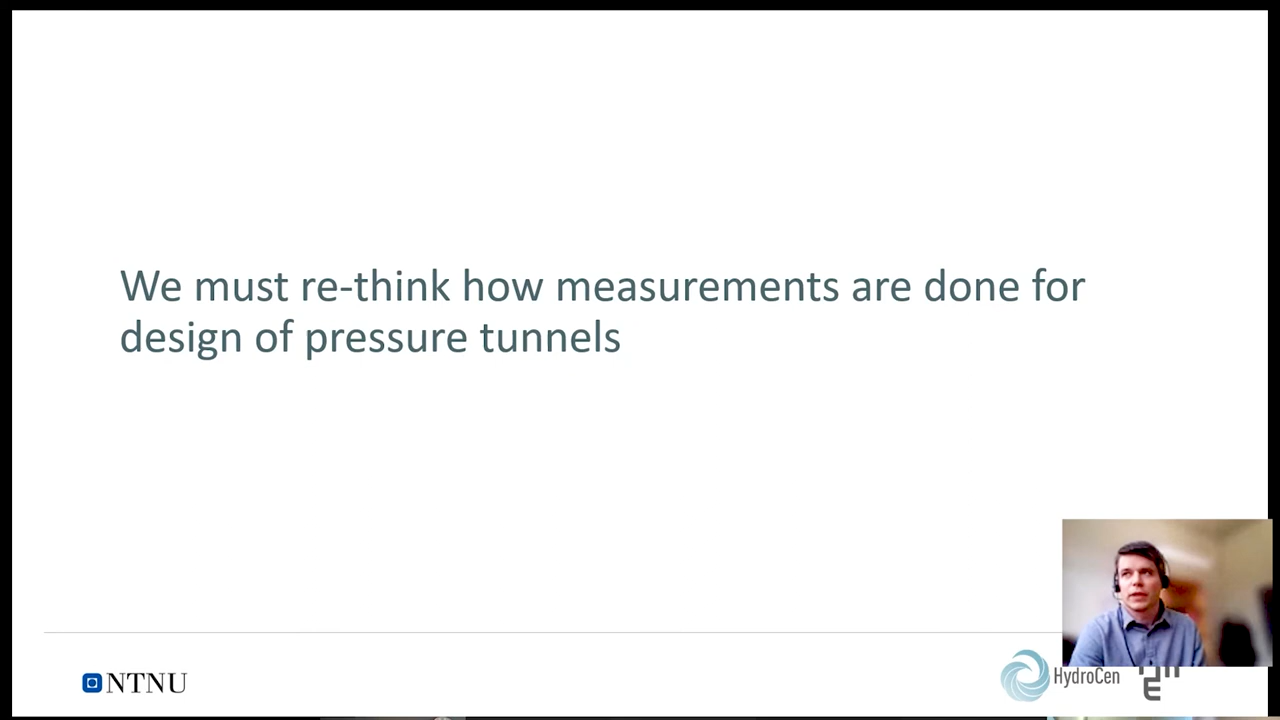 We must re-think how measurements are done for
design of pressure tunnels
NTNU
HydroCen